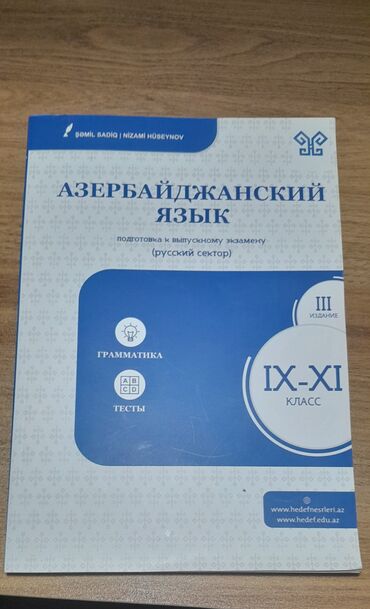 ŞƏMİL SADİQ | NİZAMİ HÜSEYNOV
АЗЕРБАЙДЖАНСКИЙ
ЯЗЫК
подготовка к выпускному экзамену
(русский сектор)
III
ИЗДАНИЕ
ГРАММАТИКА
A B
C D
ТЕСТЫ
IX-XI
КЛАСС
www.hedefnesrleri.az
www.hedef.edu.az